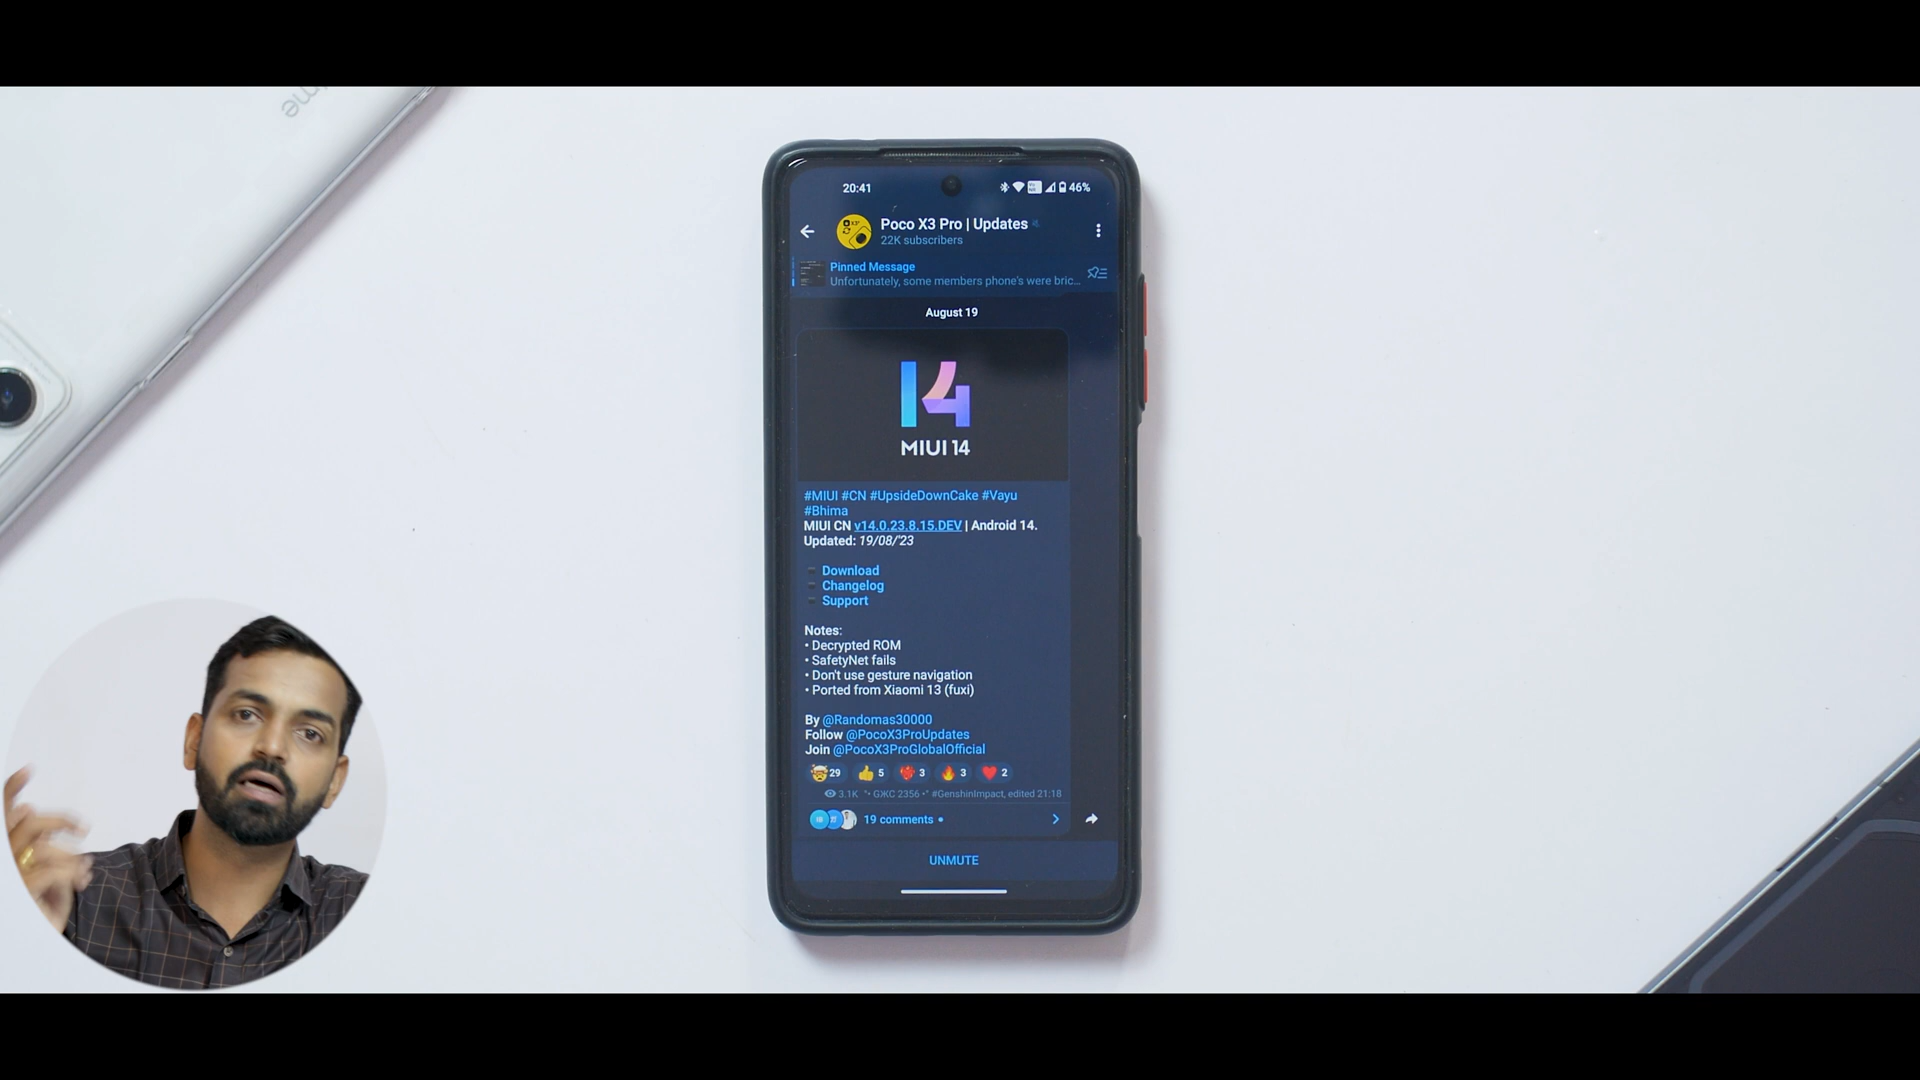 20:41
46%
Poco X3 Pro | Updates
22K subscribers
Pinned Message
Unfortunately, some members phone's were bric...
August 19
14
MIUI 14
#MIUI #CN #UpsideDownCake #Vayu
#Bhima
MIUI CN v14.0.23.8.15.DEV | Android 14.
Updated: 19/08/'23
Download
Changelog
Support
Notes:
• Decrypted ROM
• SafetyNet fails
• Don't use gesture navigation
• Ported from Xiaomi 13 (fuxi)
By @Randomas30000
Follow @PocoX3ProUpdates
Join @PocoX3ProGlobalOfficial
29 5 3 3 2
3.1K GЖC 2356 #GenshinImpact, edited 21:18
19 comments
UNMUTE